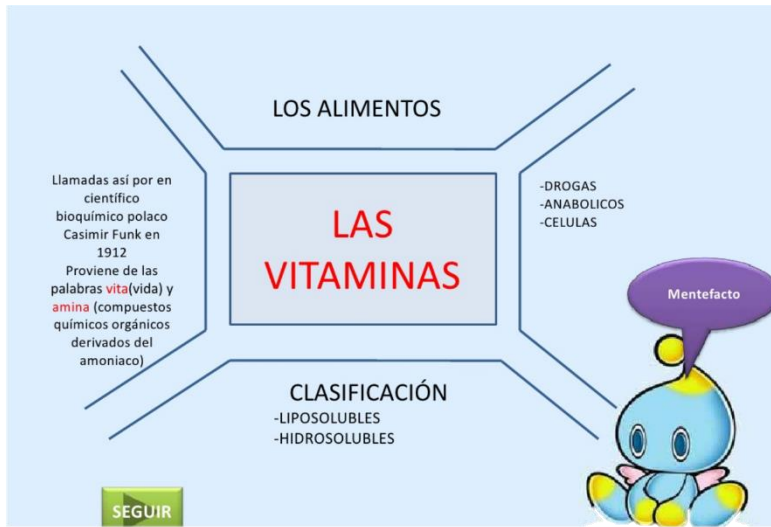 LOS ALIMENTOS
Llamadas así por en
científico
bioquímico polaco
Casimir Funk en
1912
Proviene de las
palabras vita(vida) y
amina (compuestos
químicos orgánicos
derivados del
amoniaco)
LAS
VITAMINAS
-DROGAS
-ANABOLICOS
-CELULAS
Mentefacto
CLASIFICACIÓN
-LIPOSOLUBLES
-HIDROSOLUBLES
SEGUIR